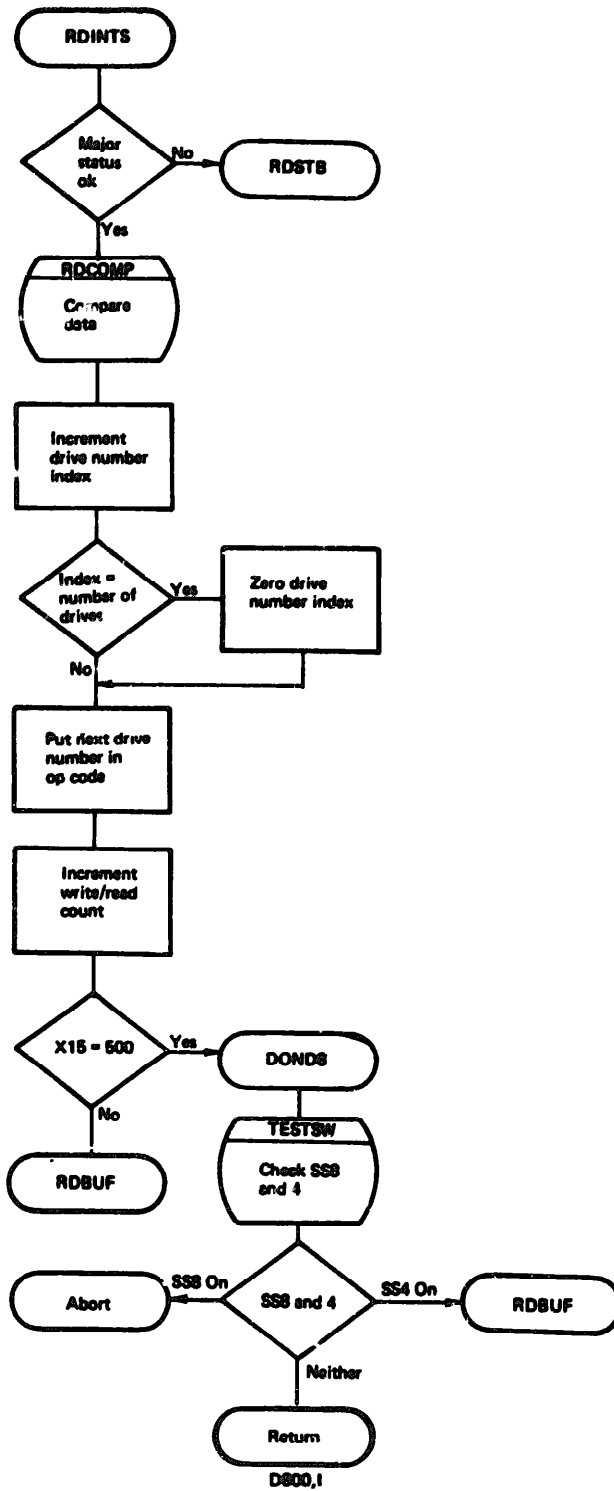 RDINTS
Major
status
ok
No
RDSTB
Yes
RDCOMP
Compare
data
Increment
drive number
index
Index =
number of
drives
Yes
Zero drive
number index
No
Put next drive
number in
op code
Increment
write/read
count
X15 = 500
Yes
DONDS
No
TESTSW
Check SS8
and 4
RDBUF
SS8 On
SS4 On
Abort
SS8 and 4
RDBUF
Neither
Return
D800,I